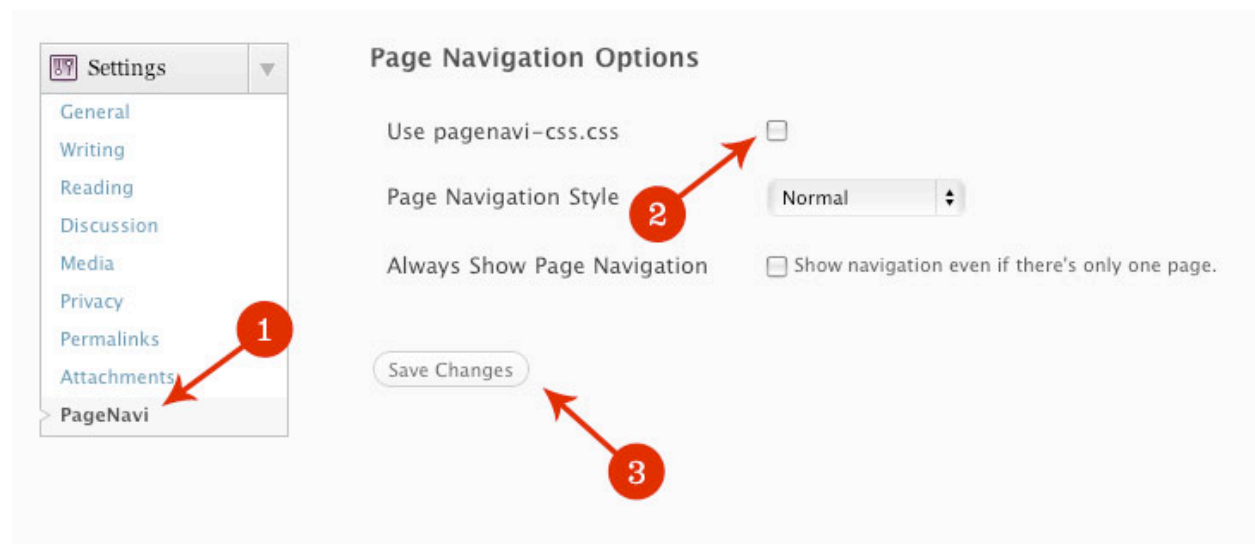 Settings
General
Writing
Reading
Discussion
Media
Privacy
Permalinks
Attachments
PageNavi
1
Page Navigation Options
Use pagenavi-css.css
Page Navigation Style
2
Normal
Always Show Page Navigation
Show navigation even if there's only one page.
Save Changes
3